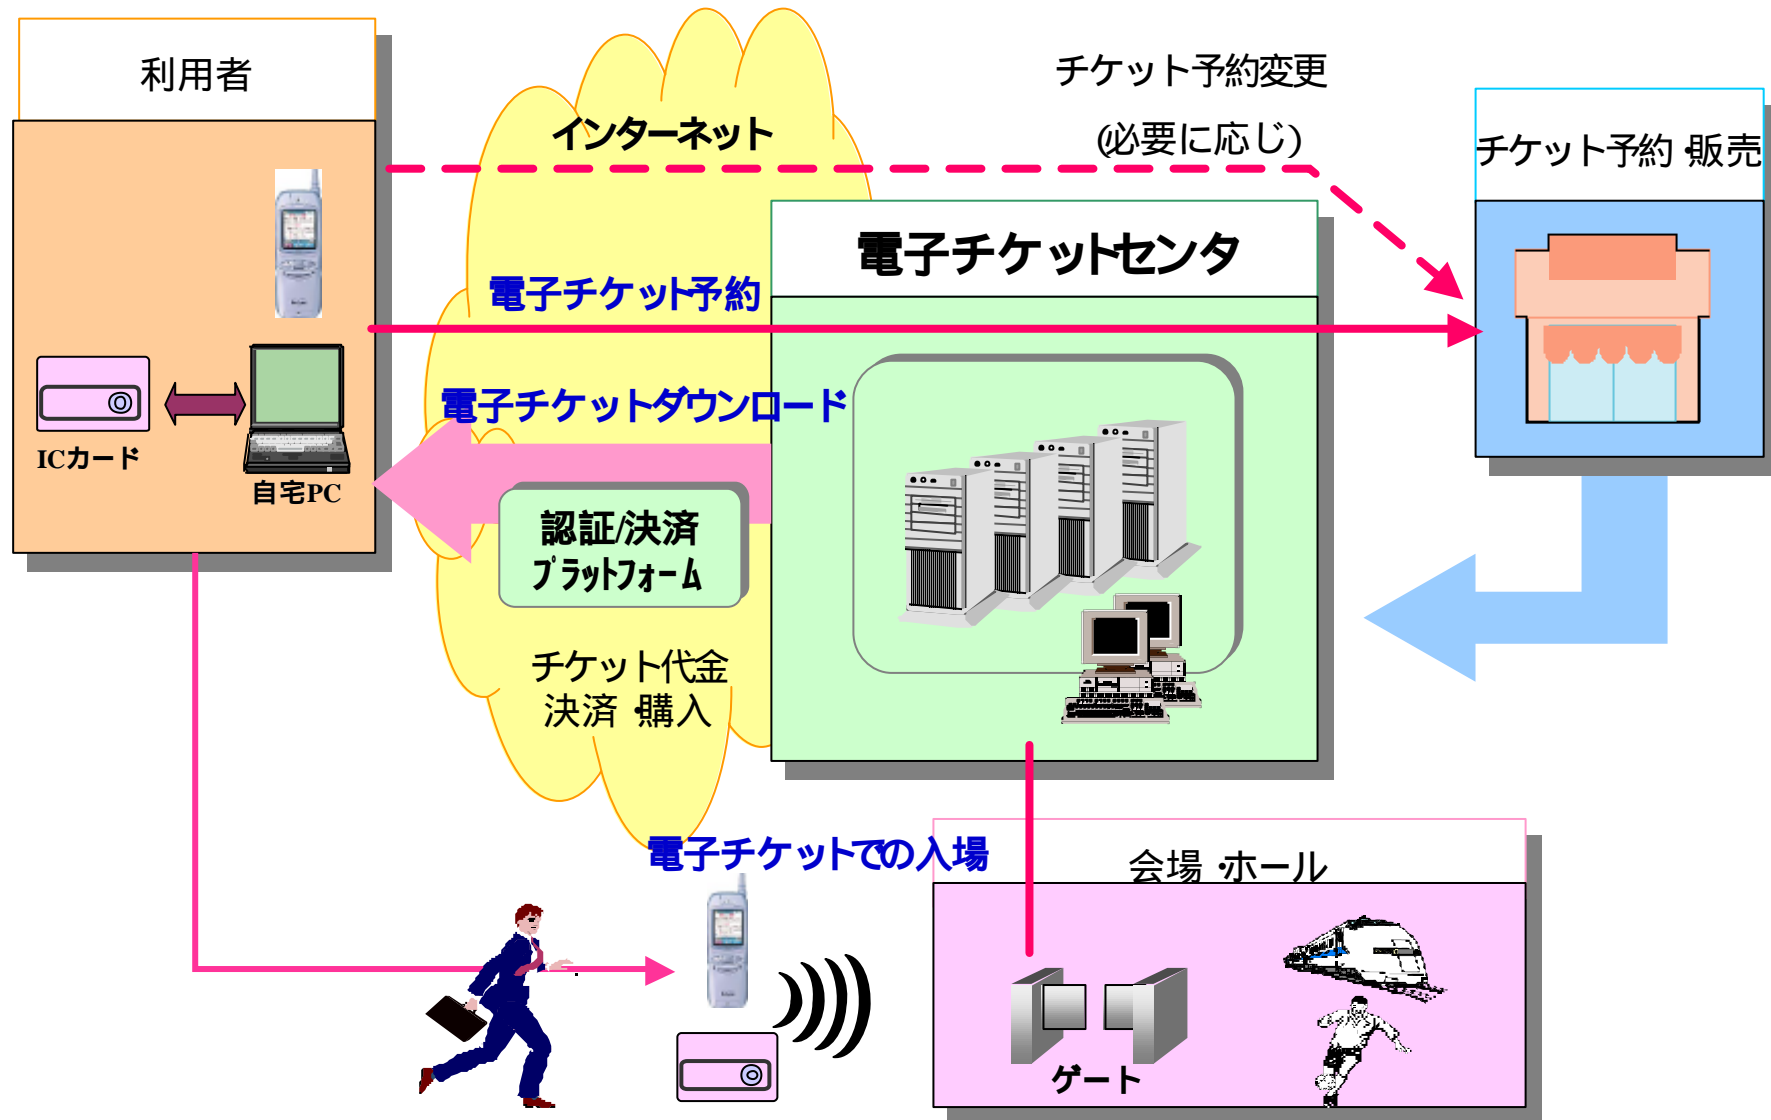 利用者
インターネット
チケット予約変更
(必要に応じ)
チケット予約・販売
電子チケットセンタ
電子チケット予約
電子チケットダウンロード
ICカード
自宅PC
認証/決済
プラットフォーム
チケット代金
決済・購入
電子チケットでの入場
会場・ホール
ゲート